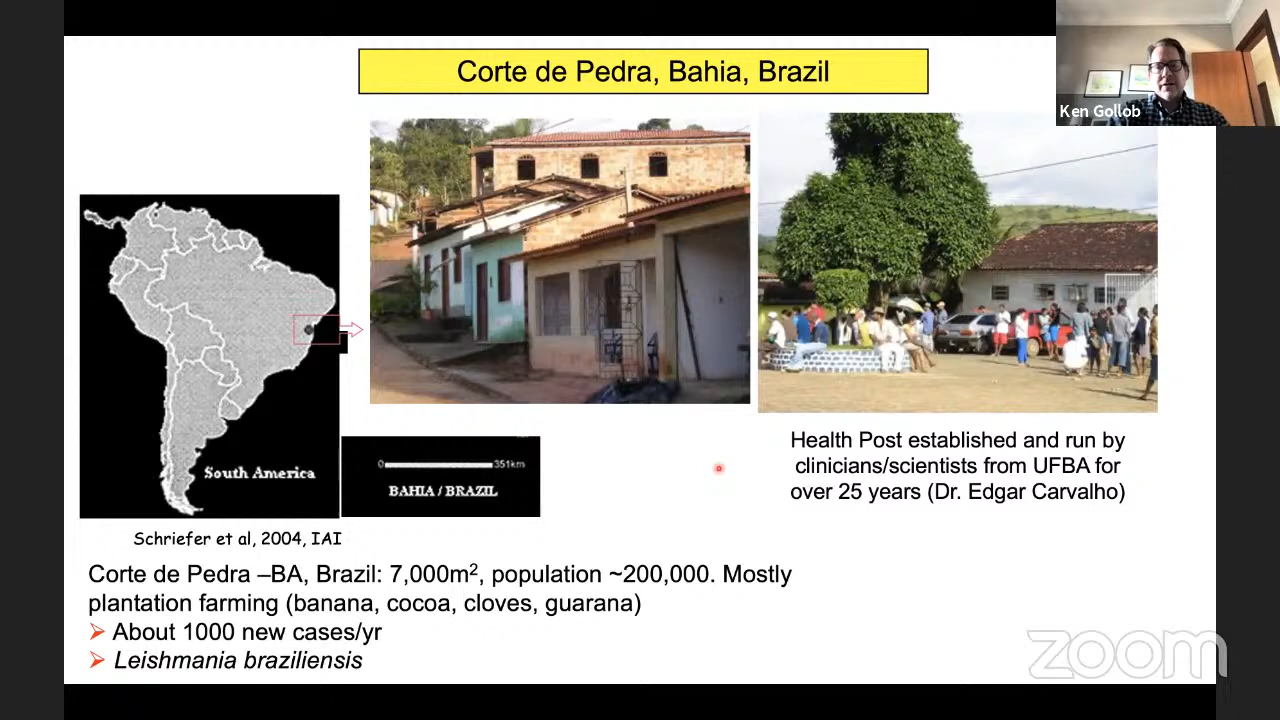 Corte de Pedra, Bahia, Brazil
Ken Gollob
South America
0 351km
BAHIA / BRAZIL
Schriefer et al, 2004, IAI
Health Post established and run by
clinicians/scientists from UFBA for
over 25 years (Dr. Edgar Carvalho)
Corte de Pedra –BA, Brazil: 7,000m², population ~200,000. Mostly
plantation farming (banana, cocoa, cloves, guarana)
➢ About 1000 new cases/yr
➢ Leishmania braziliensis
zoom